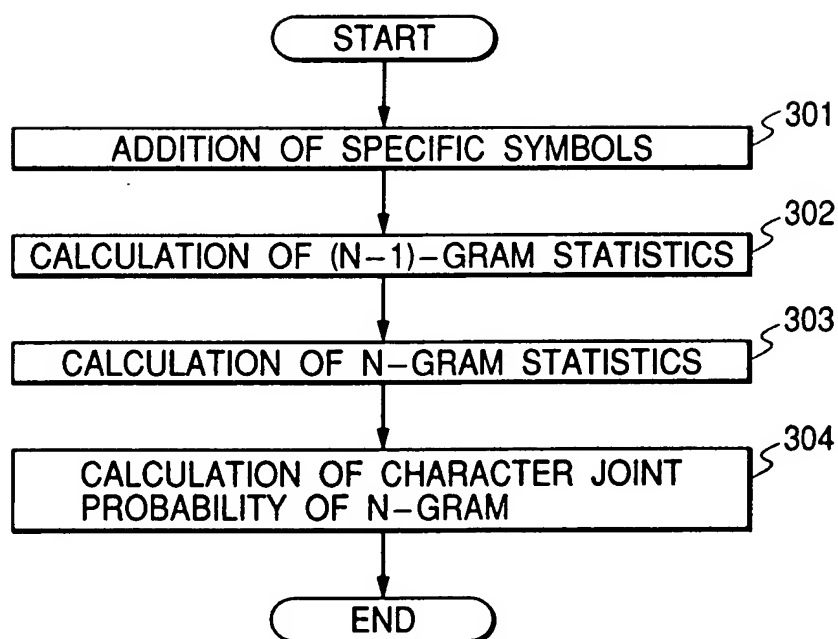 START
301
ADDITION OF SPECIFIC SYMBOLS
302
CALCULATION OF (N-1)-GRAM STATISTICS
303
CALCULATION OF N-GRAM STATISTICS
304
CALCULATION OF CHARACTER JOINT
PROBABILITY OF N-GRAM
END